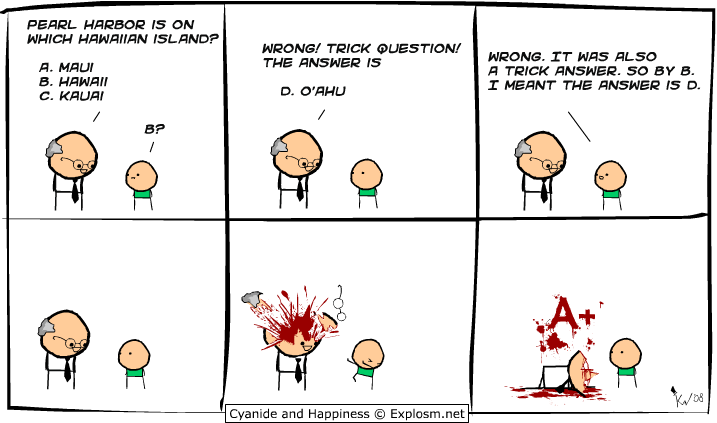 PEARL HARBOR IS ON
WHICH HAWAIIAN ISLAND?
A. MAUI
B. HAWAII
C. KAUAI
B?
WRONG! TRICK QUESTION!
THE ANSWER IS
D. O'AHU
WRONG. IT WAS ALSO
A TRICK ANSWER. SO BY B.
I MEANT THE ANSWER IS D.
A+
Cyanide and Happiness © Explosm.net